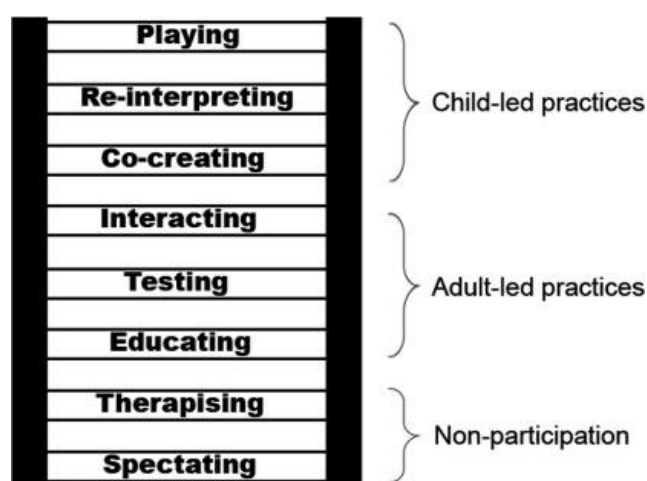 Playing
Re-interpreting
Child-led practices
Co-creating
Interacting
Testing
Adult-led practices
Educating
Therapising
Non-participation
Spectating